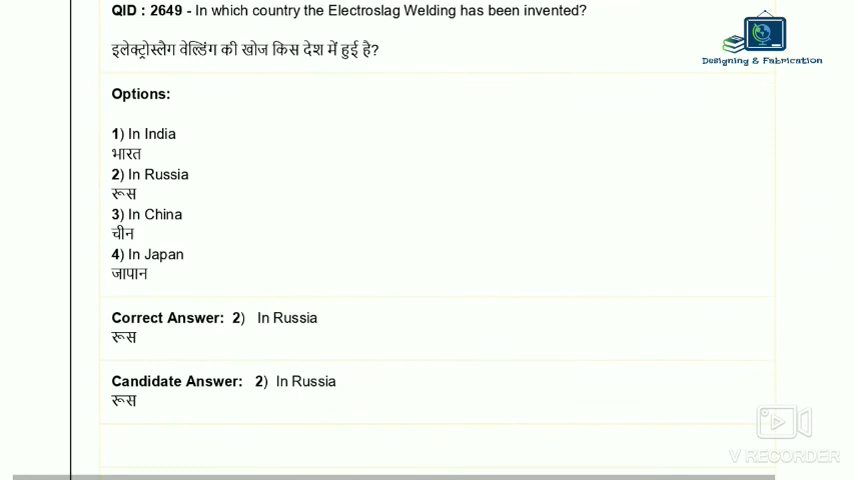 QID : 2649 - In which country the Electroslag Welding has been invented?
इलेक्ट्रोस्लैग वेल्डिंग की खोज किस देश में हुई है?
Designing & Fabrication
Options:
1) In India
भारत
2) In Russia
रूस
3) In China
चीन
4) In Japan
जापान
Correct Answer: 2) In Russia
रूस
Candidate Answer: 2) In Russia
रूस
V RECORDER